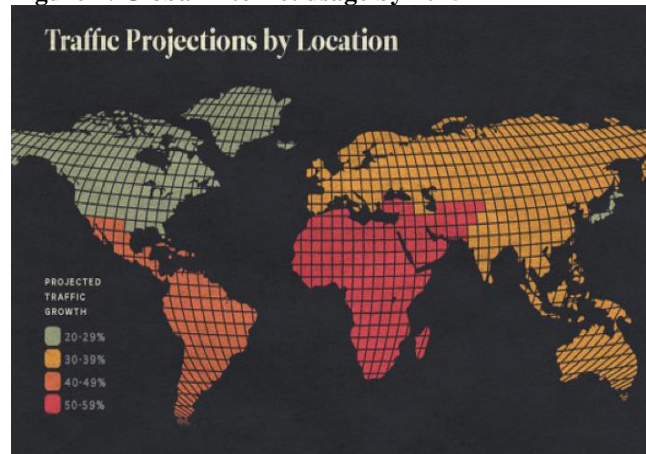 Traffic Projections by Location
PROJECTED
TRAFFIC
GROWTH
20-29%
30-39%
40-49%
50-59%